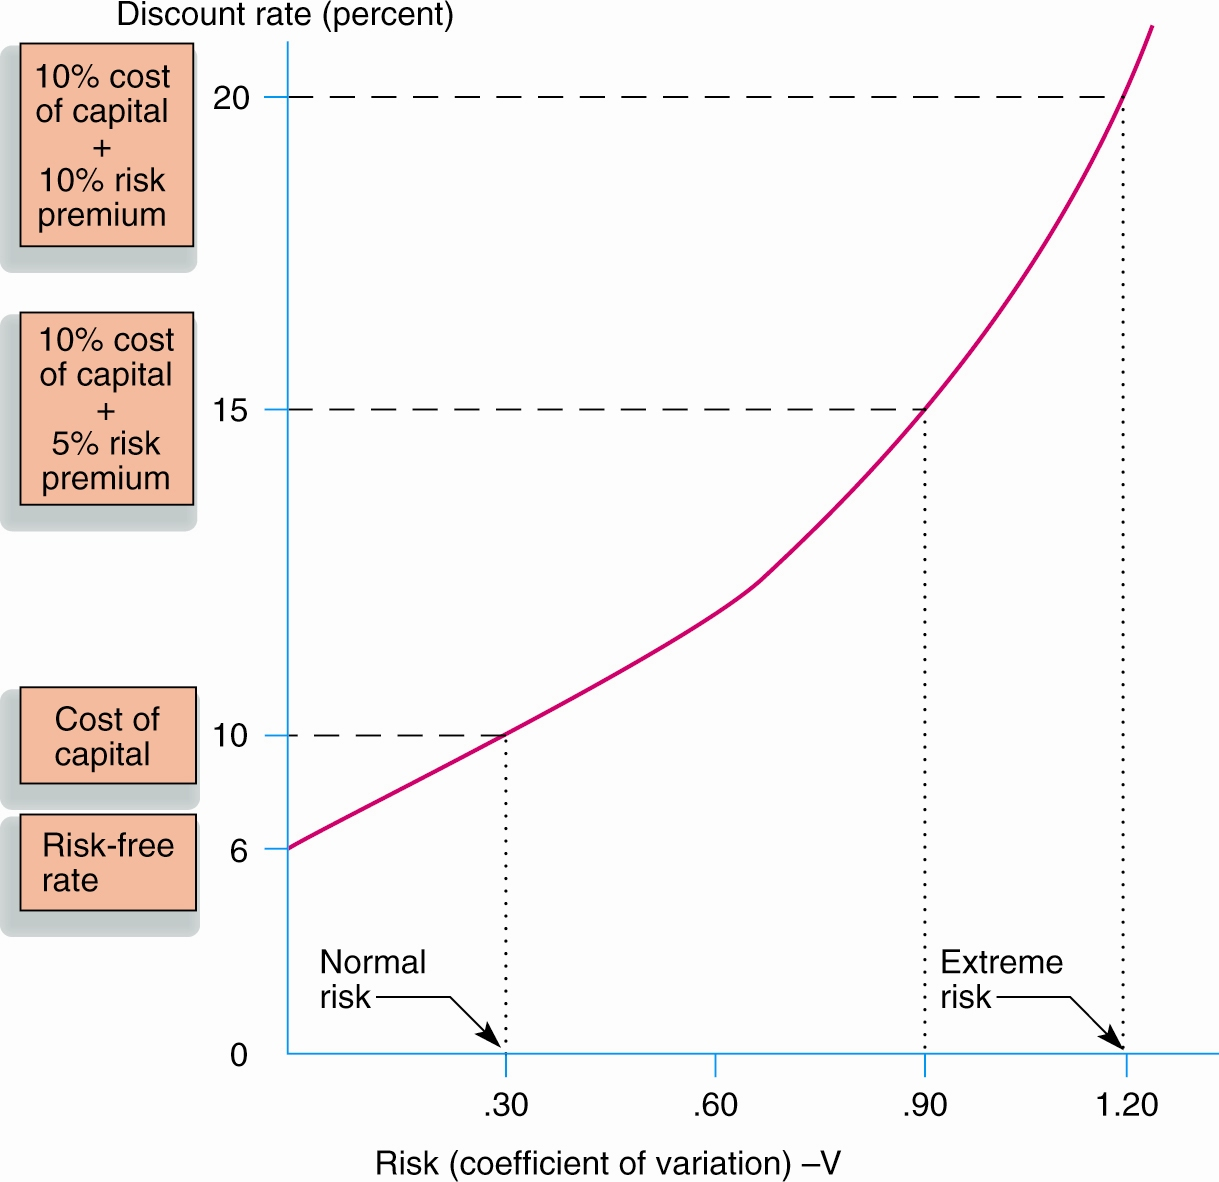 Discount rate (percent)
10% cost
of capital
+
10% risk
premium
20
10% cost
of capital
+
5% risk
premium
15
Cost of
capital
10
Risk-free
rate
6
Normal
risk
Extreme
risk
0
.30
.60
.90
1.20
Risk (coefficient of variation) –V